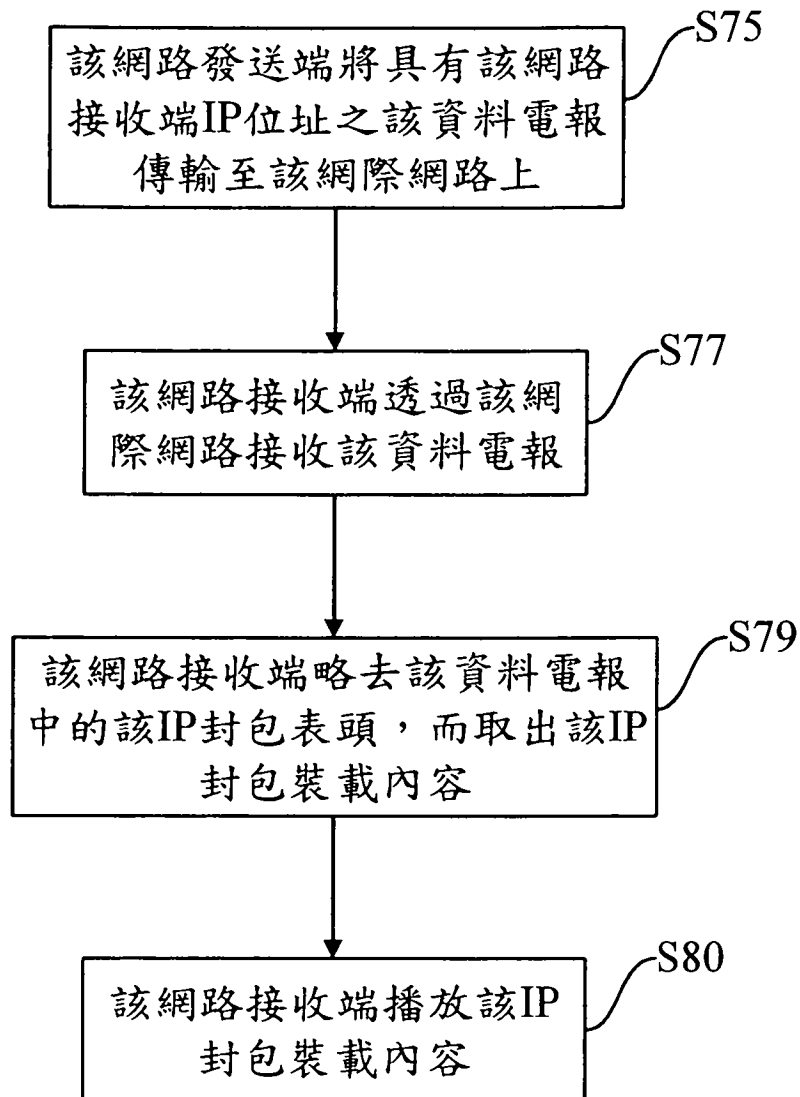 S75
該網路發送端將具有該網路
接收端IP位址之該資料電報
傳輸至該網際網路上
S77
該網路接收端透過該網
際網路接收該資料電報
S79
該網路接收端略去該資料電報
中的該IP封包表頭，而取出該IP
封包裝載內容
S80
該網路接收端播放該IP
封包裝載內容